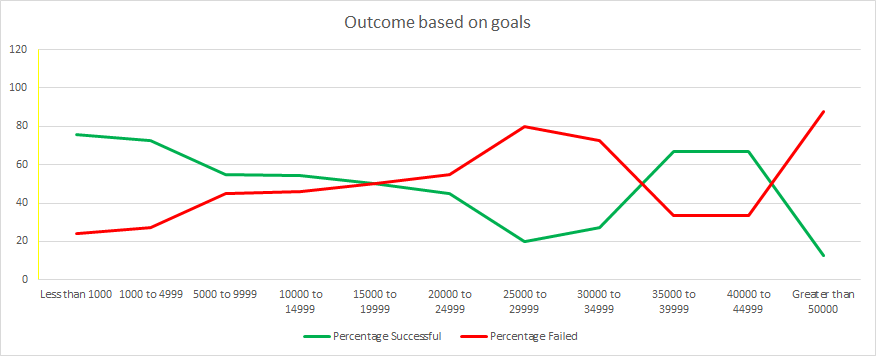 Outcome based on goals
120
100
80
60
40
20
0
Less than 1000
1000 to 4999
5000 to 9999
10000 to
14999
15000 to
19999
20000 to
24999
25000 to
29999
30000 to
34999
35000 to
39999
40000 to
44999
Greater than
50000
Percentage Successful
Percentage Failed